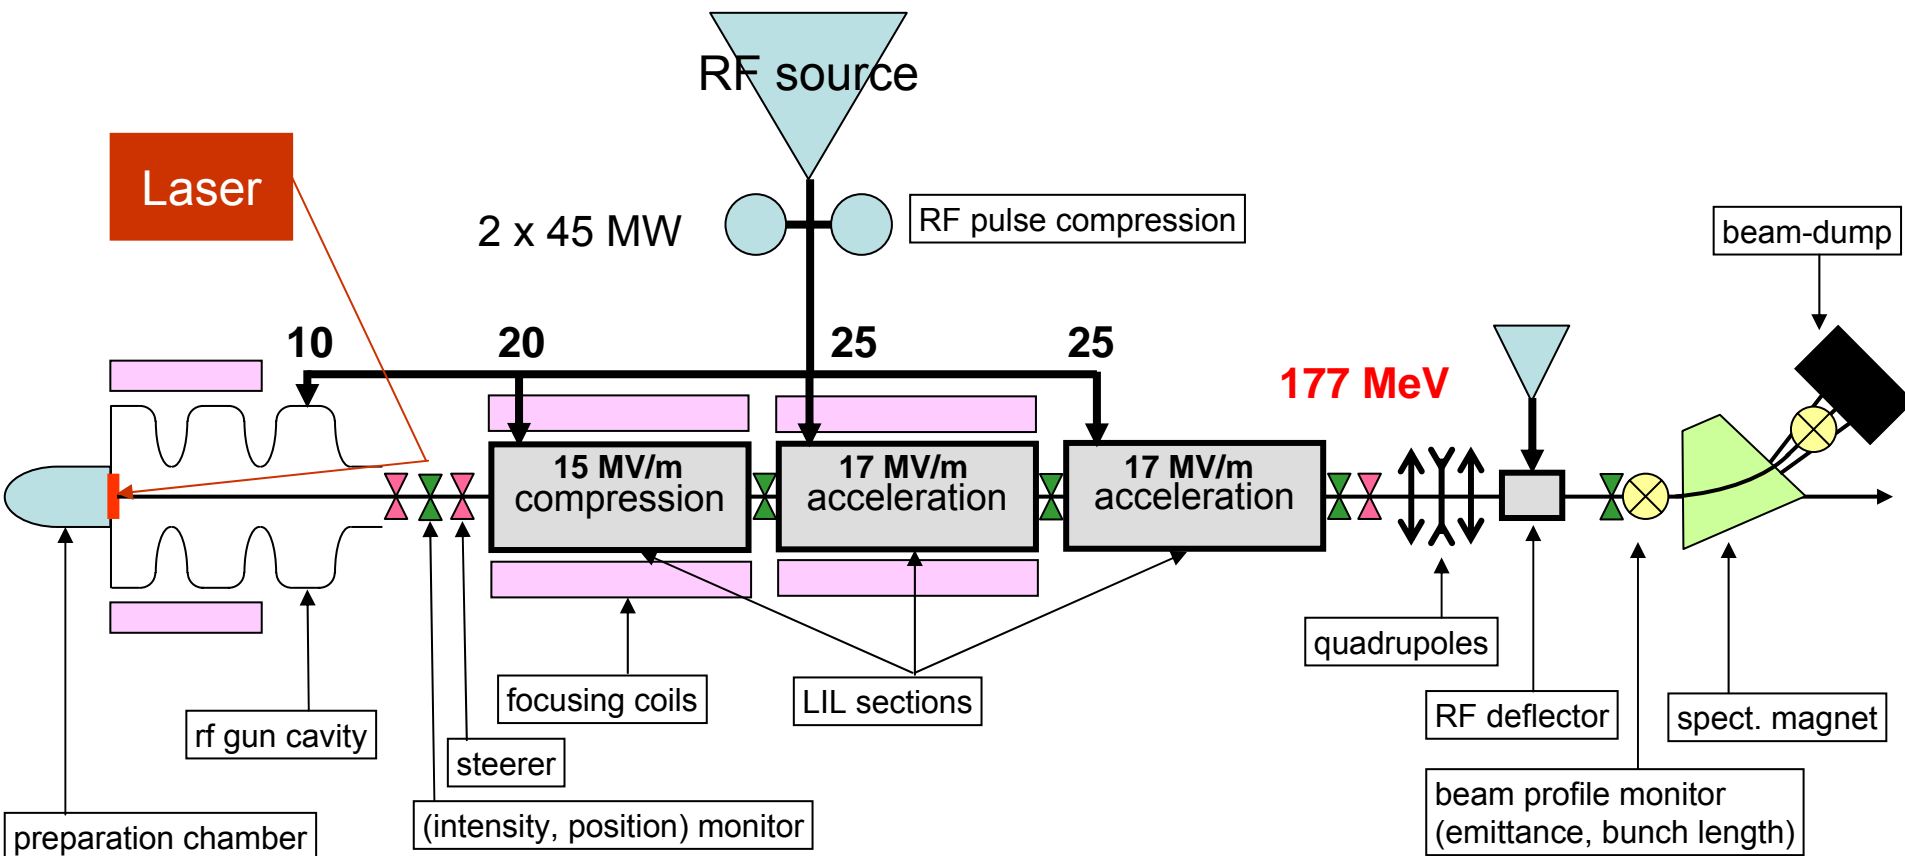 RF source
Laser
2 x 45 MW
RF pulse compression
beam-dump
10
20
25
25
177 MeV
15 MV/m
compression
17 MV/m
acceleration
17 MV/m
acceleration
quadrupoles
focusing coils
LIL sections
RF deflector
spect. magnet
rf gun cavity
steerer
beam profile monitor
(emittance, bunch length)
(intensity, position) monitor
preparation chamber